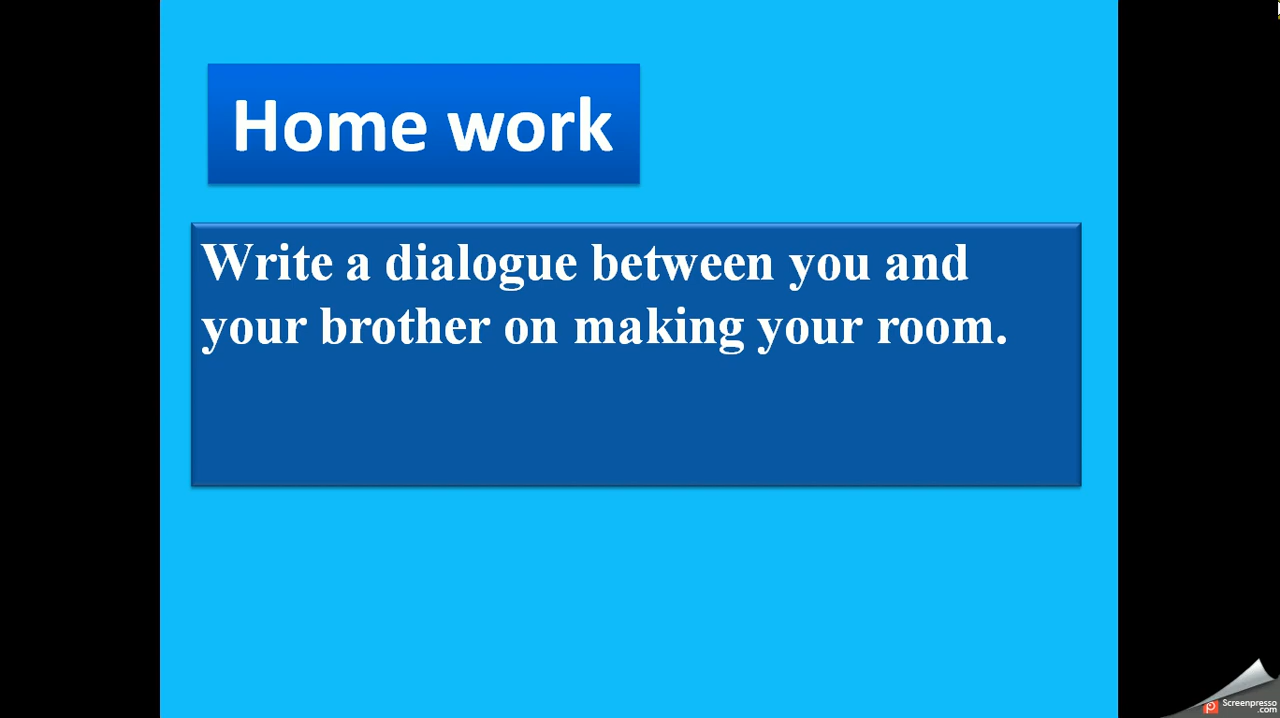 Home work
Write a dialogue between you and
your brother on making your room.
Screenpresso
.com